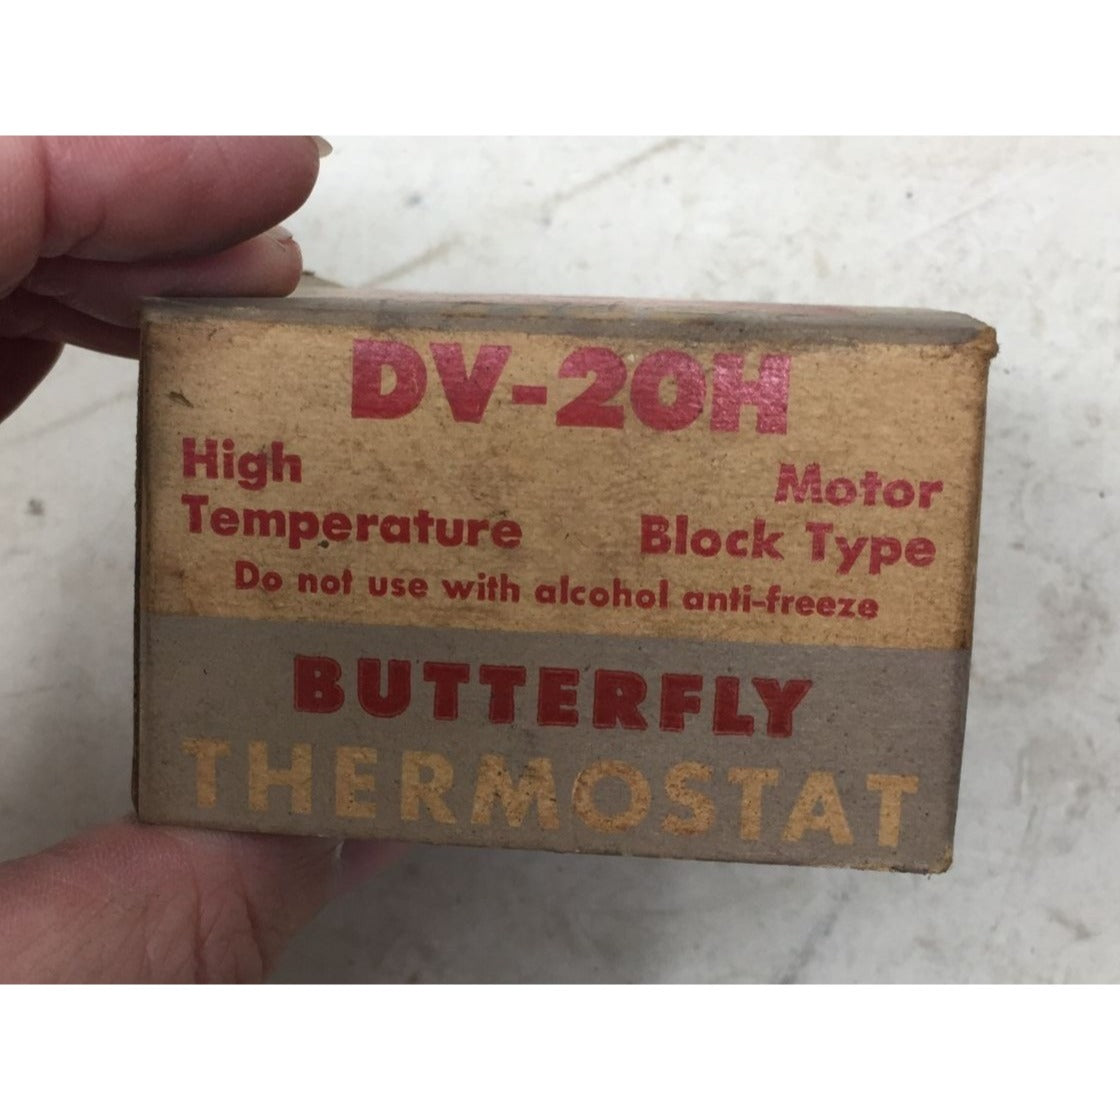 DV-20H
High Temperature
Motor Block Type
Do not use with alcohol anti-freeze
BUTTERFLY
THERMOSTAT